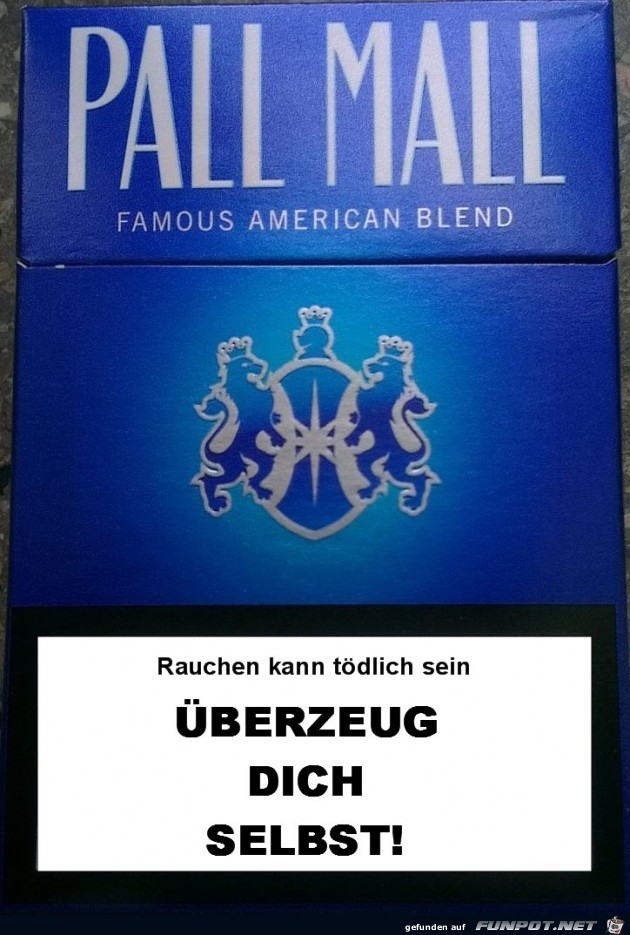 PALL MALL
FAMOUS AMERICAN BLEND
Rauchen kann tödlich sein
ÜBERZEUG
DICH
SELBST!
gefunden auf FUNPOT.NET